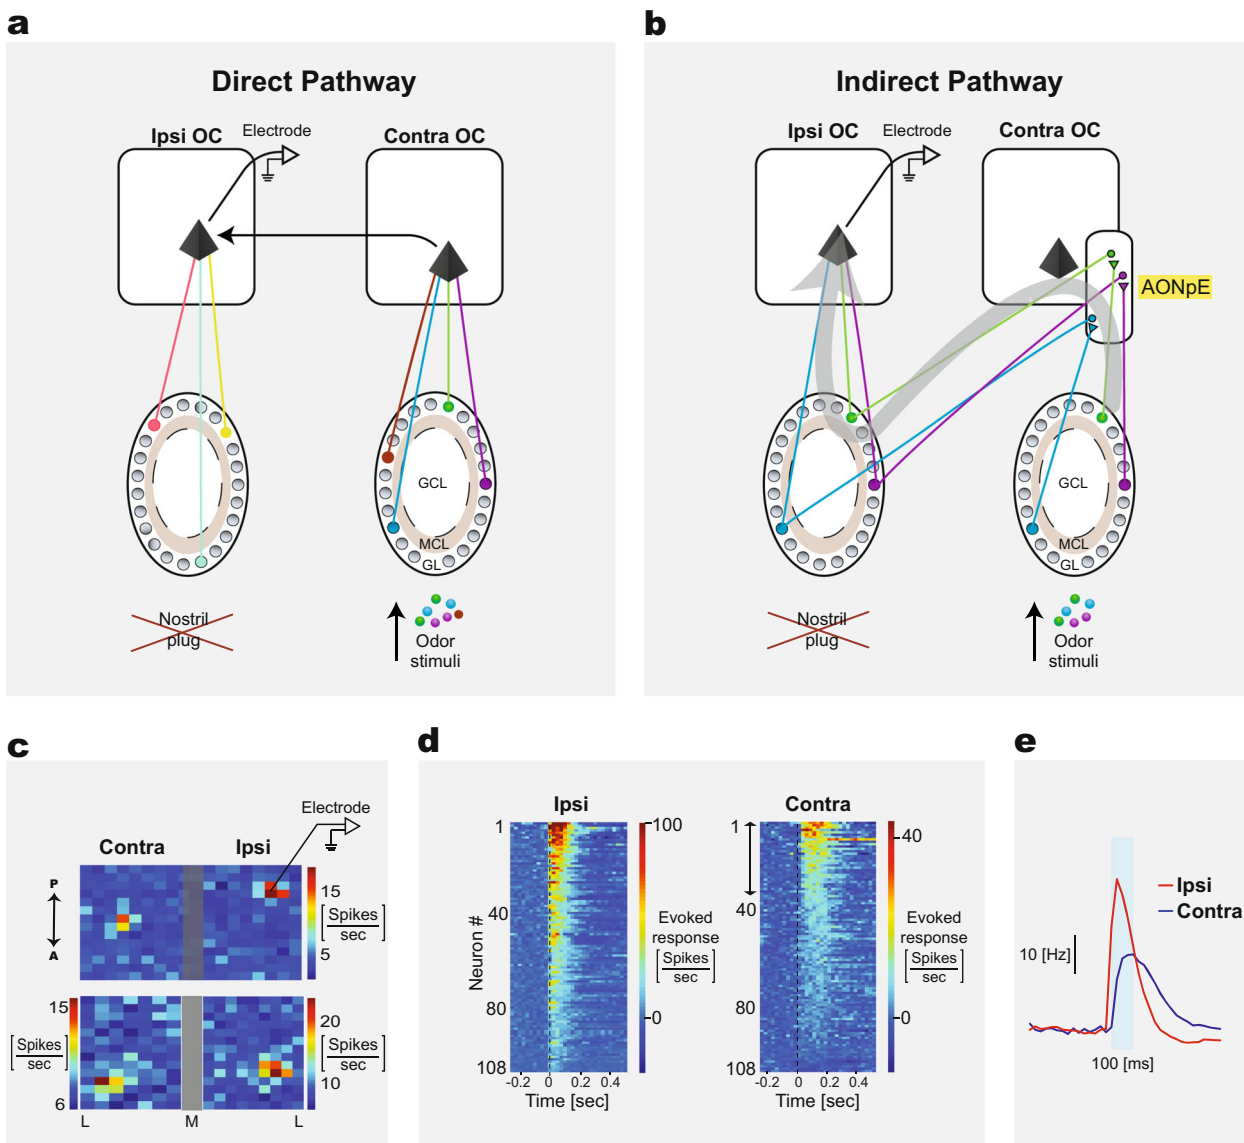 a
Direct Pathway
Ipsi OC
Electrode
Contra OC
GCL
MCL
GL
Nostril
plug
Odor
stimuli
b
Indirect Pathway
Ipsi OC
Electrode
Contra OC
AONpE
GCL
MCL
GL
Nostril
plug
Odor
stimuli
c
Electrode
Contra
Ipsi
P
A
15
[Spikes/sec]
5
15
[Spikes/sec]
6
20
[Spikes/sec]
10
L
M
L
d
Ipsi
1
40
80
108
Neuron #
-0.2
0
0.2 0.4
Time [sec]
100
Evoked
response
[Spikes/sec]
0
Contra
1
40
80
108
-0.2
0
0.2 0.4
Time [sec]
40
Evoked
response
[Spikes/sec]
0
e
Ipsi
Contra
10 [Hz]
100 [ms]